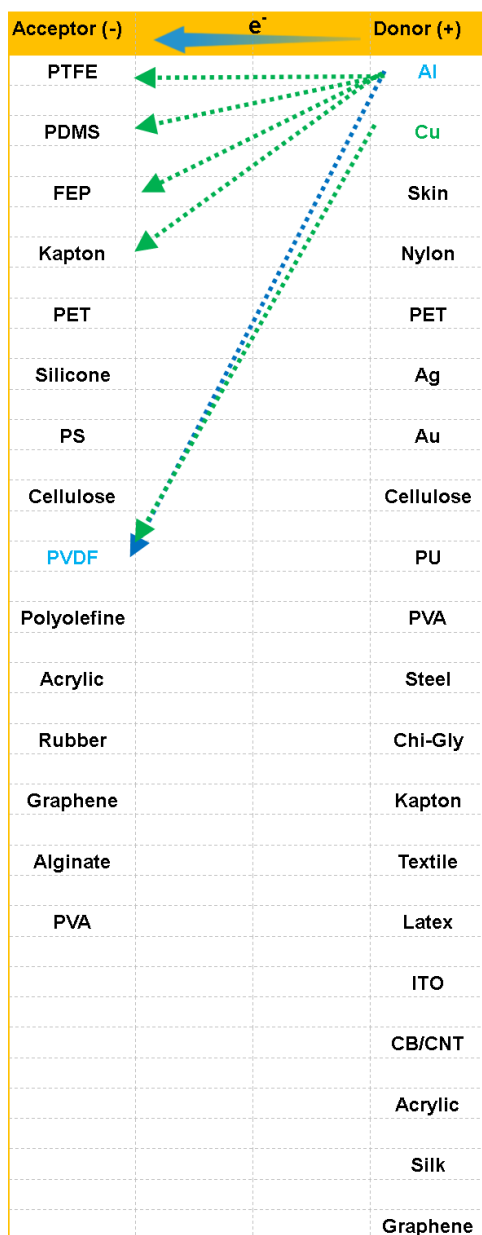 Acceptor (-) e- Donor (+)
PTFE Al
PDMS Cu
FEP Skin
Kapton Nylon
PET PET
Silicone Ag
PS Au
Cellulose Cellulose
PVDF PU
Polyolefine PVA
Acrylic Steel
Rubber Chi-Gly
Graphene Kapton
Alginate Textile
PVA Latex
ITO
CB/CNT
Acrylic
Silk
Graphene